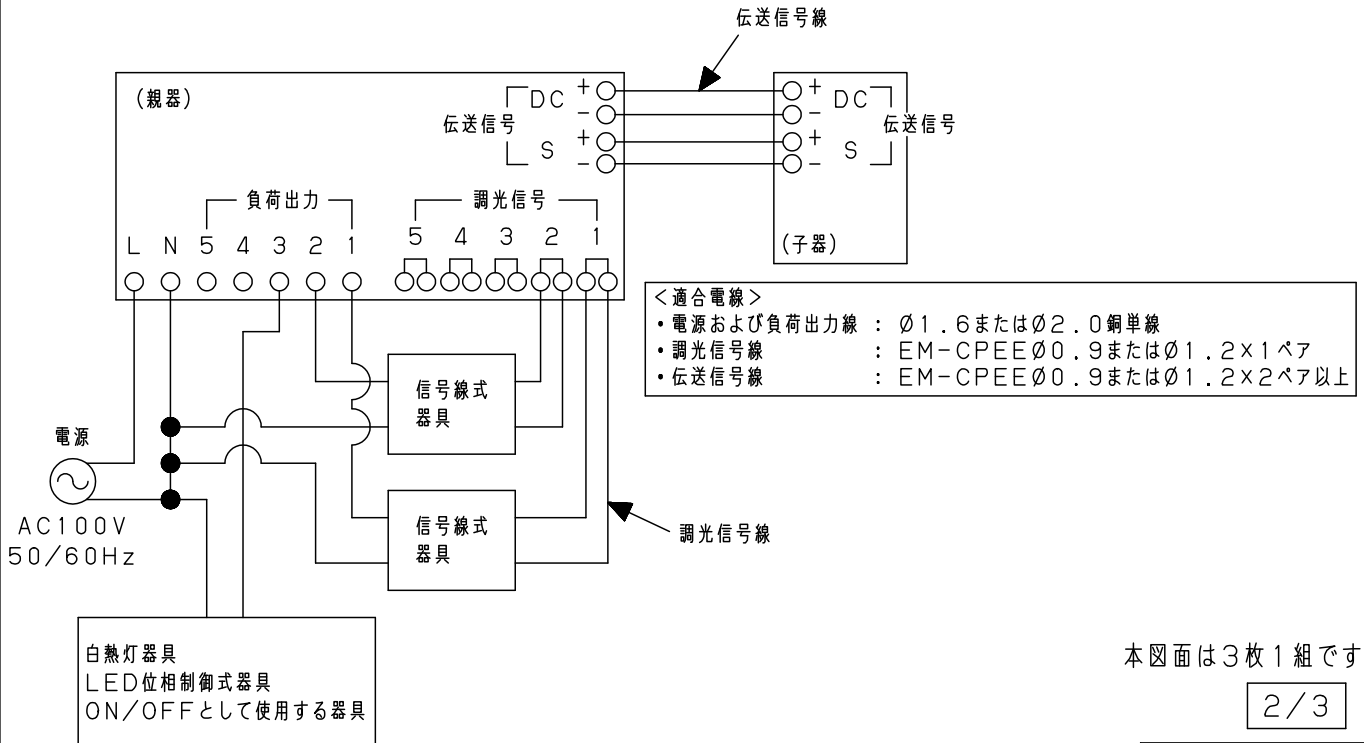 伝送信号線
(親器)
DC
+
-
伝送信号
S
+
-
+
-
DC
伝送信号
+
-
S
(子器)
負荷出力
調光信号
L N 5 4 3 2 1
5 4 3 2 1
<適合電線>
・電源および負荷出力線 : Ø1.6またはØ2.0銅単線
・調光信号線 : EM-CPEEØ0.9またはØ1.2×1ペア
・伝送信号線 : EM-CPEEØ0.9またはØ1.2×2ペア以上
信号線式
器具
電源
AC100V
50/60Hz
信号線式
器具
調光信号線
白熱灯器具
LED位相制御式器具
ON/OFFとして使用する器具
本図面は3枚1組です
2/3